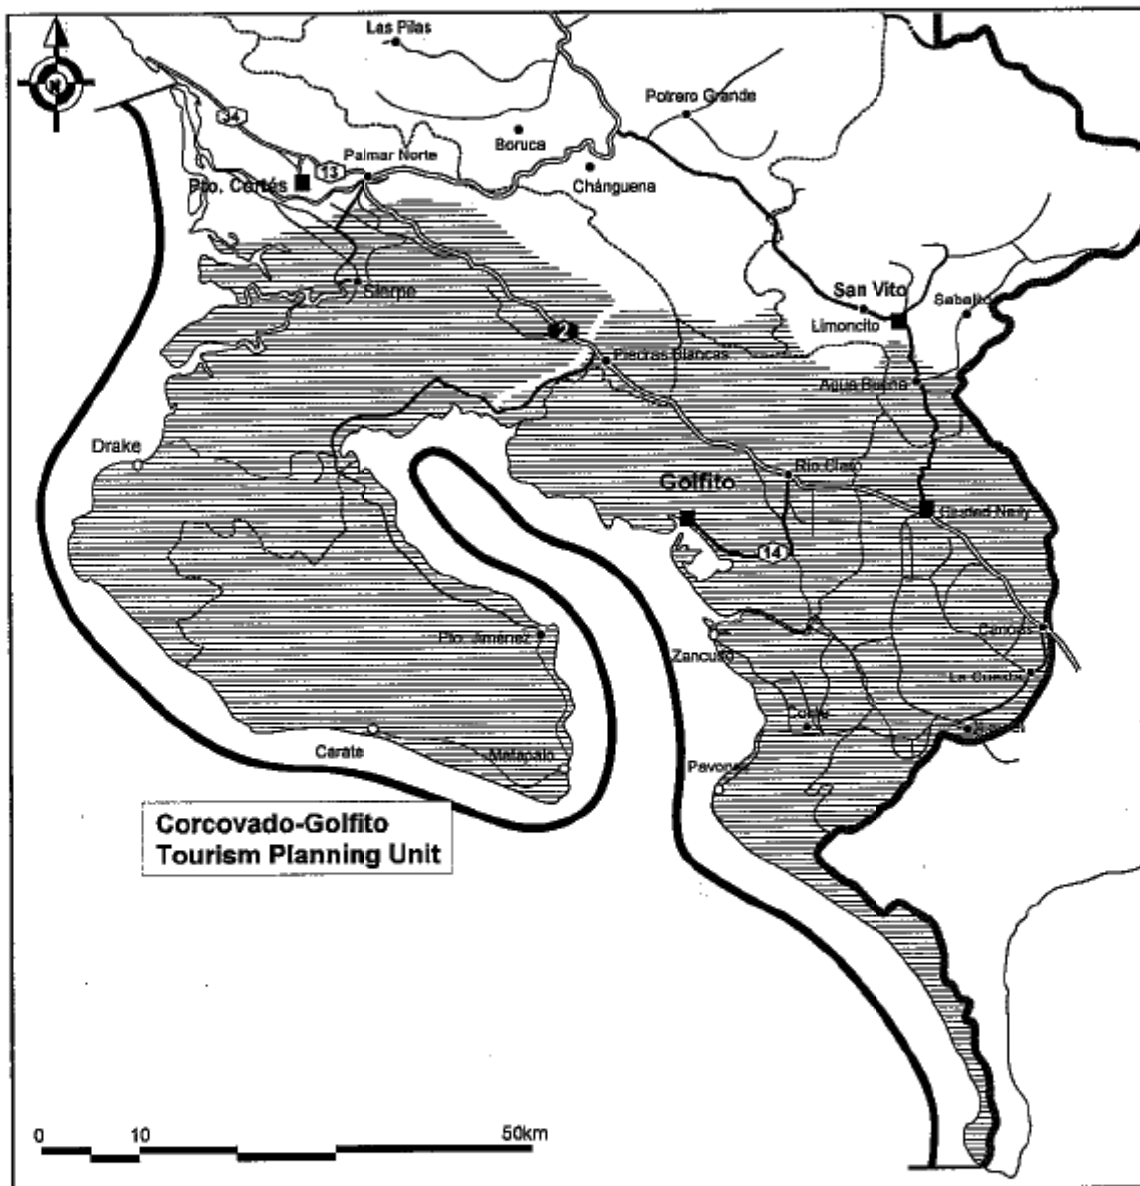 Las Pilas
N
34
Potrero Grande
Boruca
Palmar Norte
13
Pto. Cortés
Chánguena
San Vito
Sierpe
Sabalito
Limoncito
2
Piedras Blancas
Agua Buena
Drake
Río Claro
Golfito
Ciudad Neily
14
Canoas
Pto. Jiménez
Zancudo
La Cuesta
Conte
Carate
Matapalo
Pavones
Corcovado-Golfito
Tourism Planning Unit
0 10 50km